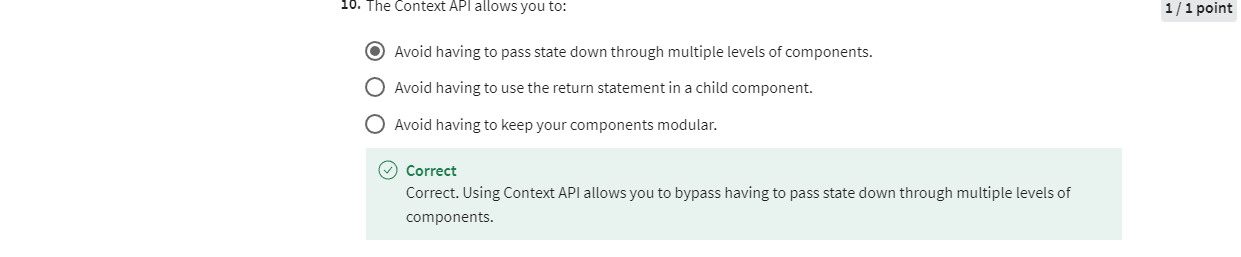 10. The Context API allows you to:
1 / 1 point
Avoid having to pass state down through multiple levels of components.
Avoid having to use the return statement in a child component.
Avoid having to keep your components modular.
Correct
Correct. Using Context API allows you to bypass having to pass state down through multiple levels of
components.